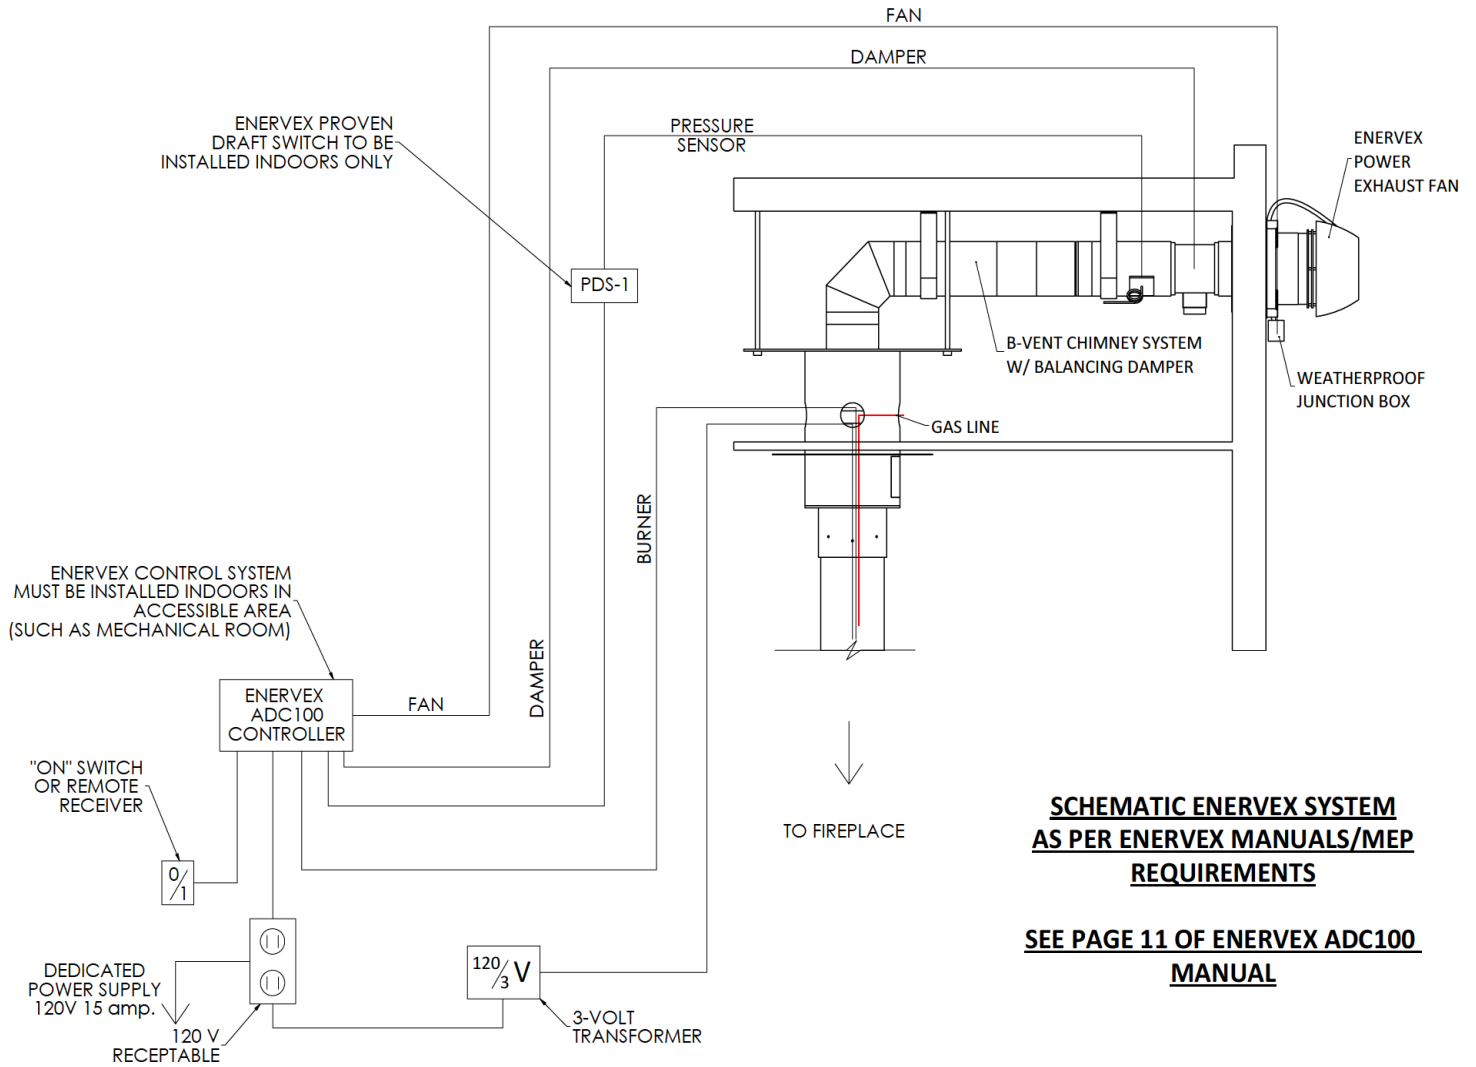 FAN
DAMPER
ENERVEX PROVEN
DRAFT SWITCH TO BE
INSTALLED INDOORS ONLY
PRESSURE
SENSOR
ENERVEX
POWER
EXHAUST FAN
PDS-1
B-VENT CHIMNEY SYSTEM
W/ BALANCING DAMPER
WEATHERPROOF
JUNCTION BOX
GAS LINE
BURNER
ENERVEX CONTROL SYSTEM
MUST BE INSTALLED INDOORS IN
ACCESSIBLE AREA
(SUCH AS MECHANICAL ROOM)
DAMPER
ENERVEX
ADC100
CONTROLLER
FAN
"ON" SWITCH
OR REMOTE
RECEIVER
0/1
TO FIREPLACE
SCHEMATIC ENERVEX SYSTEM
AS PER ENERVEX MANUALS/MEP
REQUIREMENTS
SEE PAGE 11 OF ENERVEX ADC100
MANUAL
DEDICATED
POWER SUPPLY
120V 15 amp.
120 V
RECEPTABLE
120/3 V
3-VOLT
TRANSFORMER